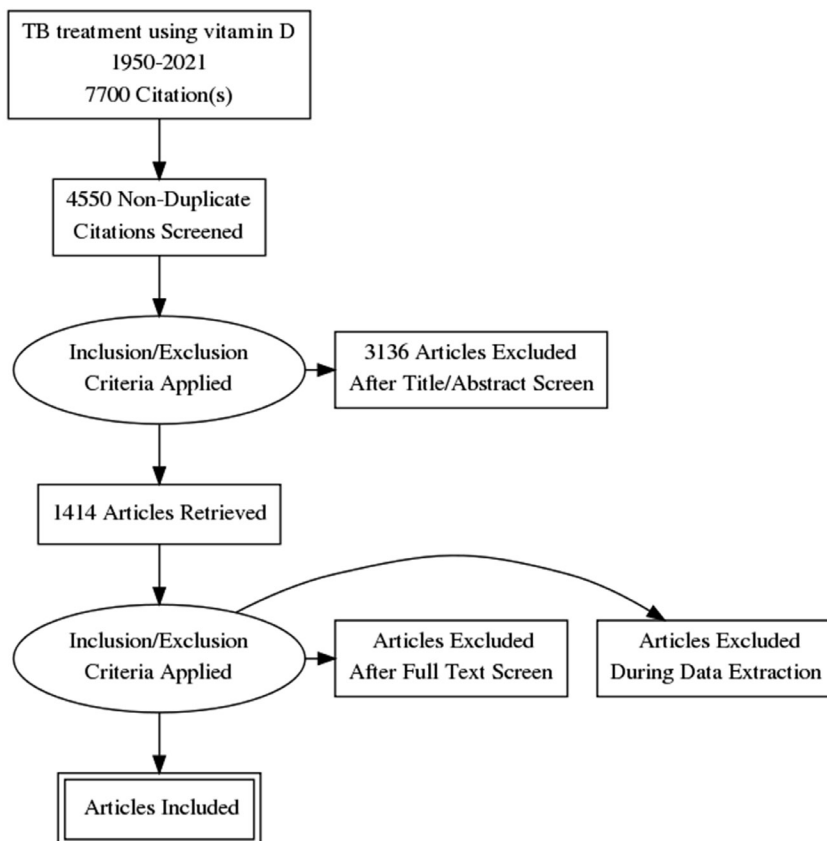 TB treatment using vitamin D
1950-2021
7700 Citation(s)
4550 Non-Duplicate
Citations Screened
Inclusion/Exclusion
Criteria Applied
3136 Articles Excluded
After Title/Abstract Screen
1414 Articles Retrieved
Inclusion/Exclusion
Criteria Applied
Articles Excluded
After Full Text Screen
Articles Excluded
During Data Extraction
Articles Included